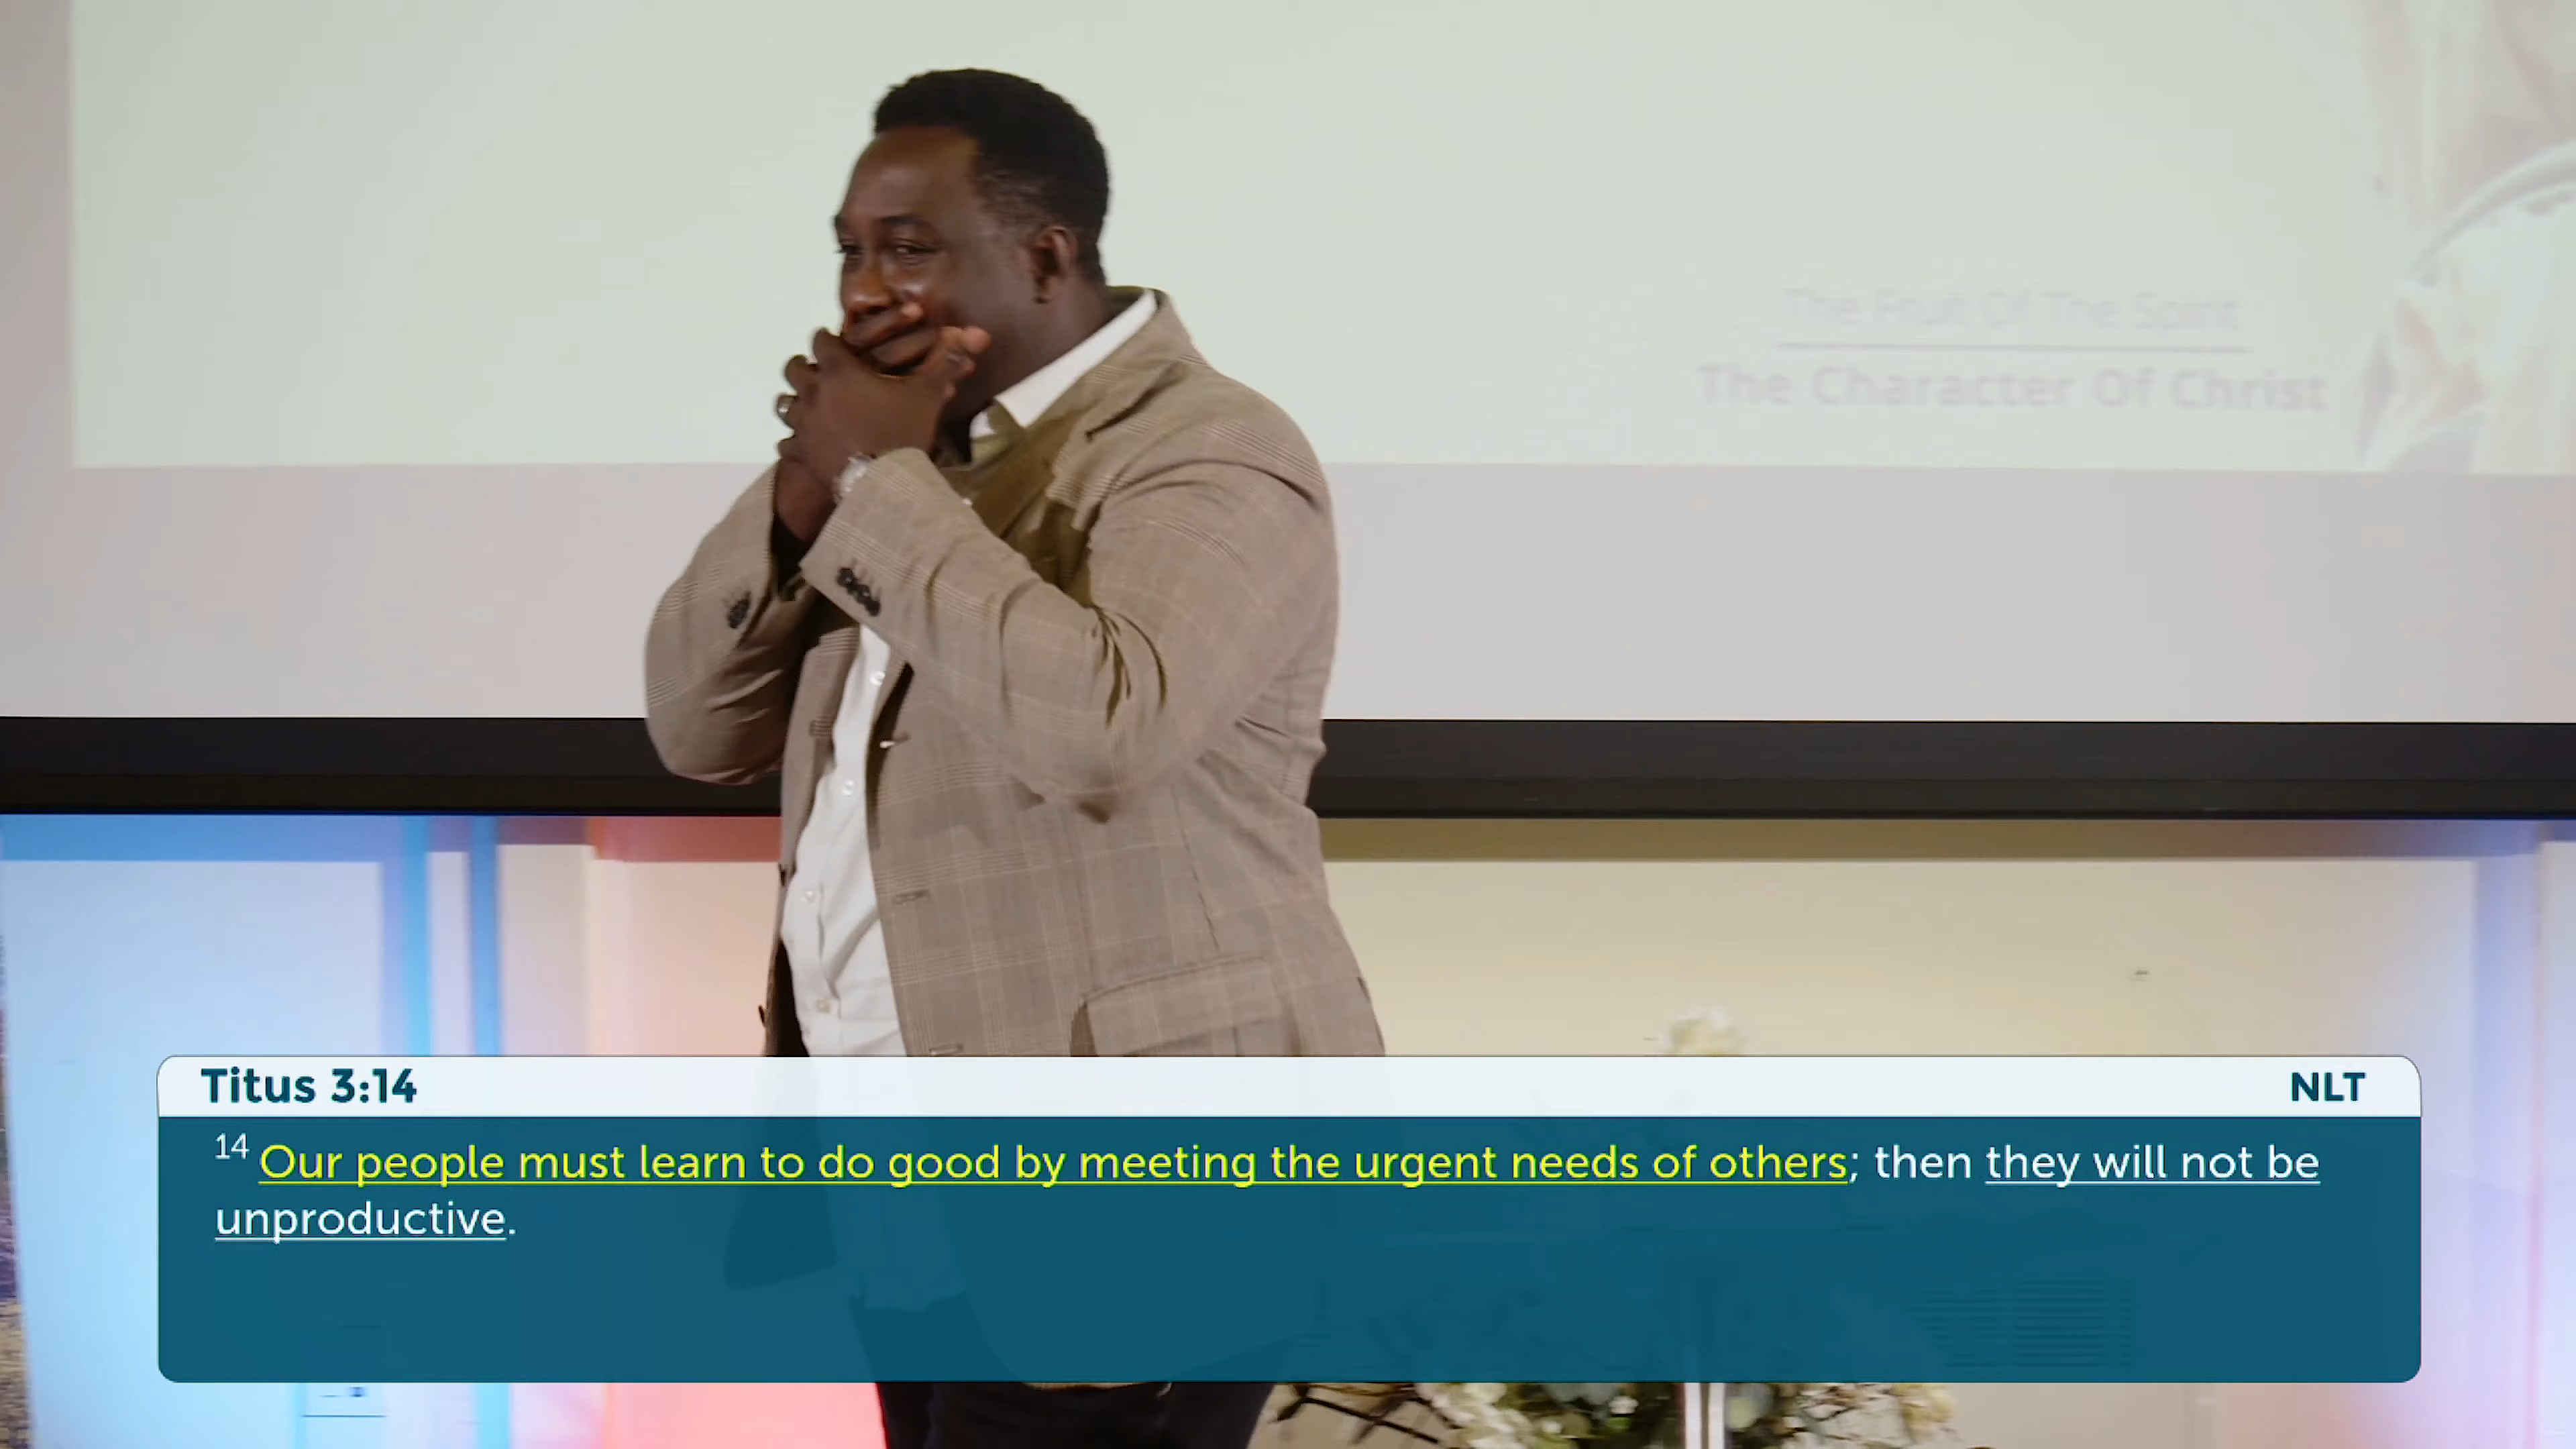 The Fruit Of The Spirit
The Character Of Christ
Titus 3:14
NLT
14 Our people must learn to do good by meeting the urgent needs of others; then they will not be
unproductive.